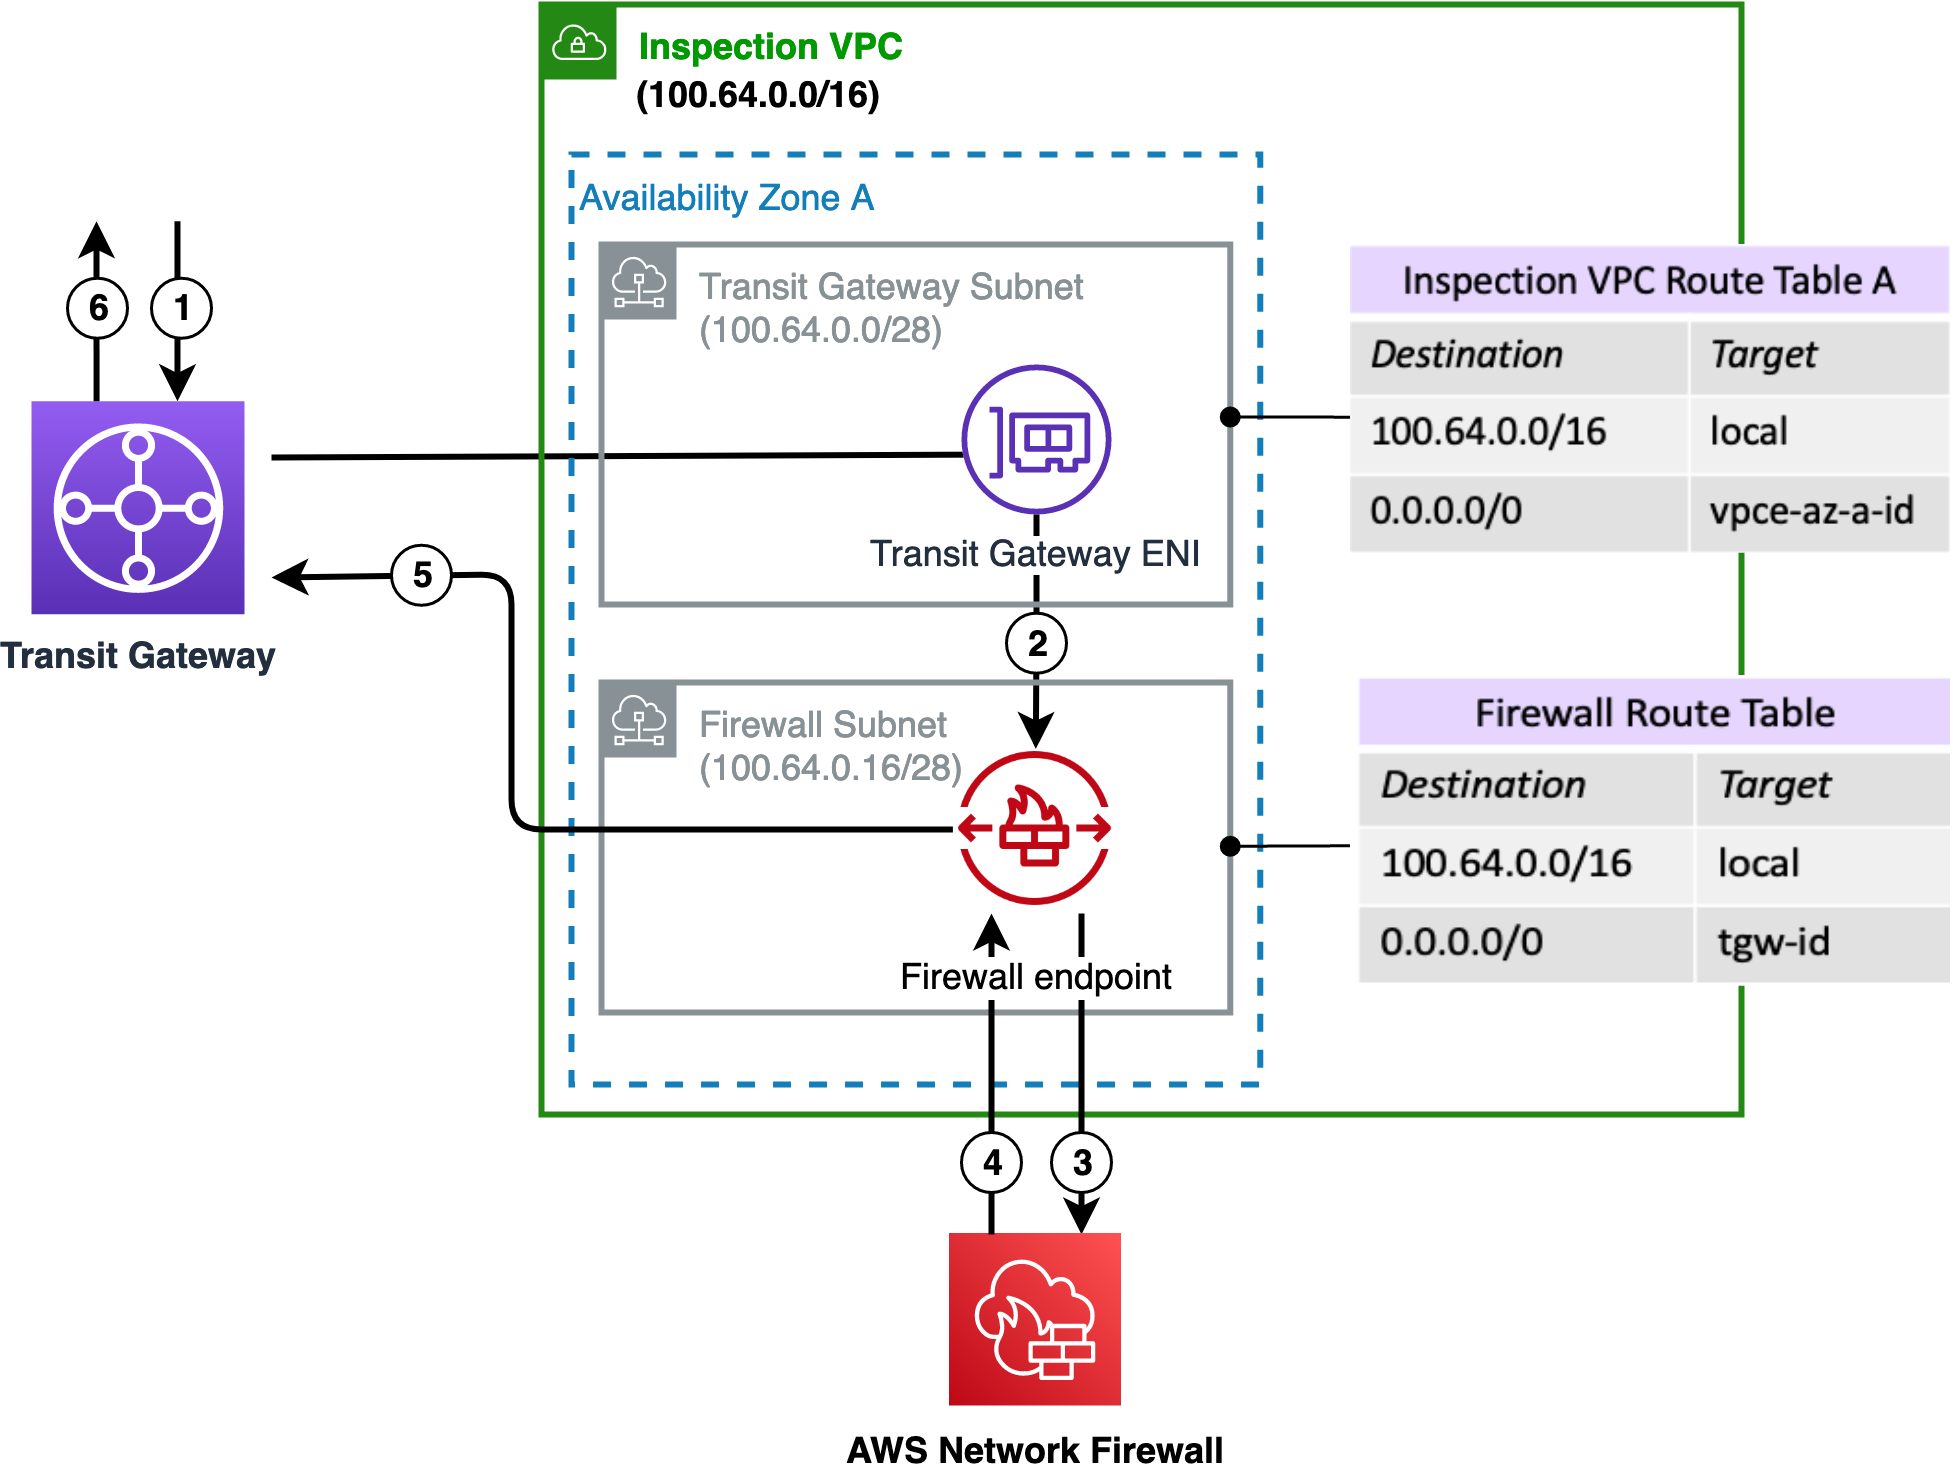 Inspection VPC
(100.64.0.0/16)
Availability Zone A
6
1
Transit Gateway Subnet
(100.64.0.0/28)
Transit Gateway ENI
Inspection VPC Route Table A
Destination Target
100.64.0.0/16 local
0.0.0.0/0 vpce-az-a-id
5
Transit Gateway
2
Firewall Subnet
(100.64.0.16/28)
Firewall endpoint
Firewall Route Table
Destination Target
100.64.0.0/16 local
0.0.0.0/0 tgw-id
4
3
AWS Network Firewall